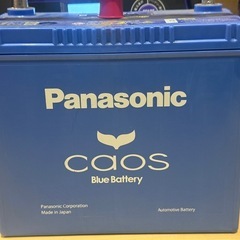 Panasonic
caos
Blue Battery
Panasonic Corporation
Made in Japan
Automotive Battery